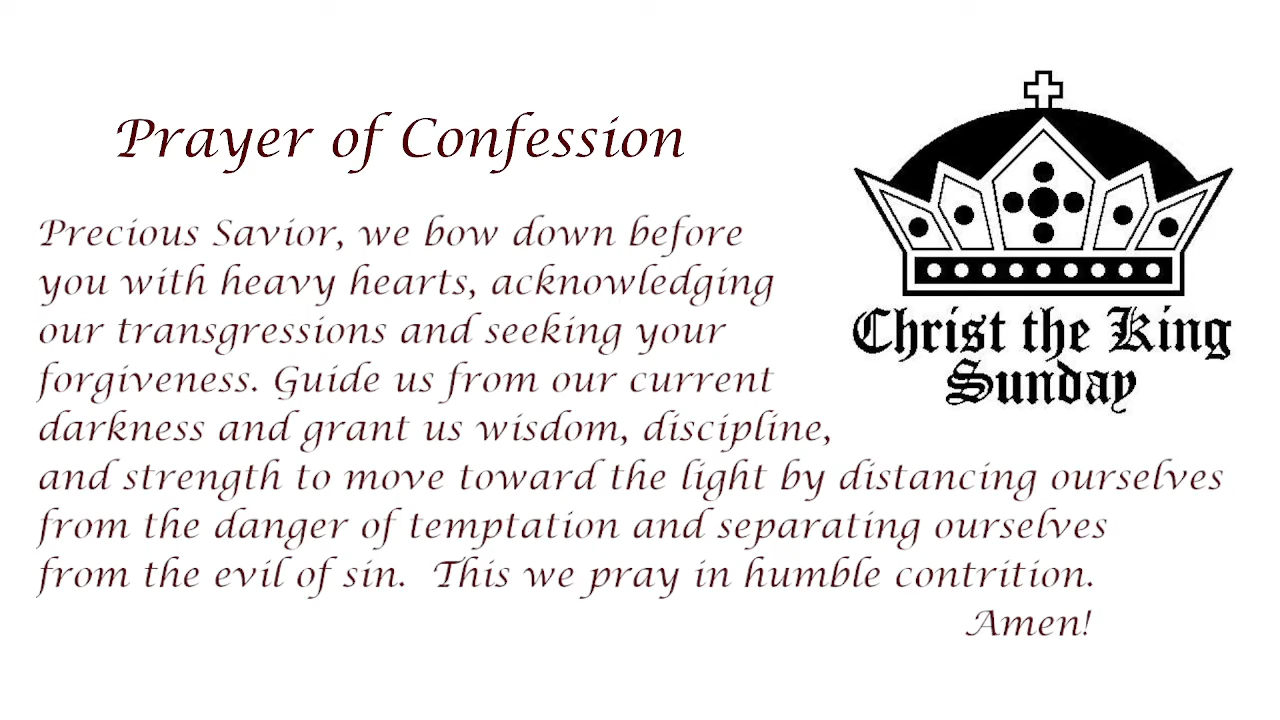 Prayer of Confession
Precious Savior, we bow down before
you with heavy hearts, acknowledging
our transgressions and seeking your
forgiveness. Guide us from our current
darkness and grant us wisdom, discipline,
and strength to move toward the light by distancing ourselves
from the danger of temptation and separating ourselves
from the evil of sin.  This we pray in humble contrition.
Amen!
Christ the King
Sunday